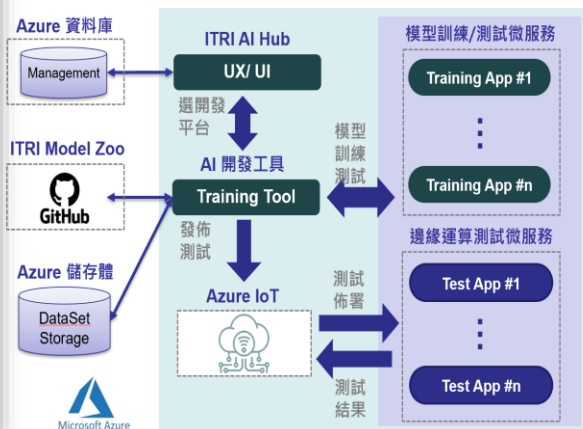 Azure 資料庫
Management
ITRI Model Zoo
GitHub
Azure 儲存體
DataSet
Storage
Microsoft Azure
ITRI AI Hub
UX/ UI
選開發
平台
AI 開發工具
Training Tool
發佈
測試
Azure IoT
模型
訓練
測試
測試
佈署
測試
結果
模型訓練/測試微服務
Training App #1
Training App #n
邊緣運算測試微服務
Test App #1
Test App #n